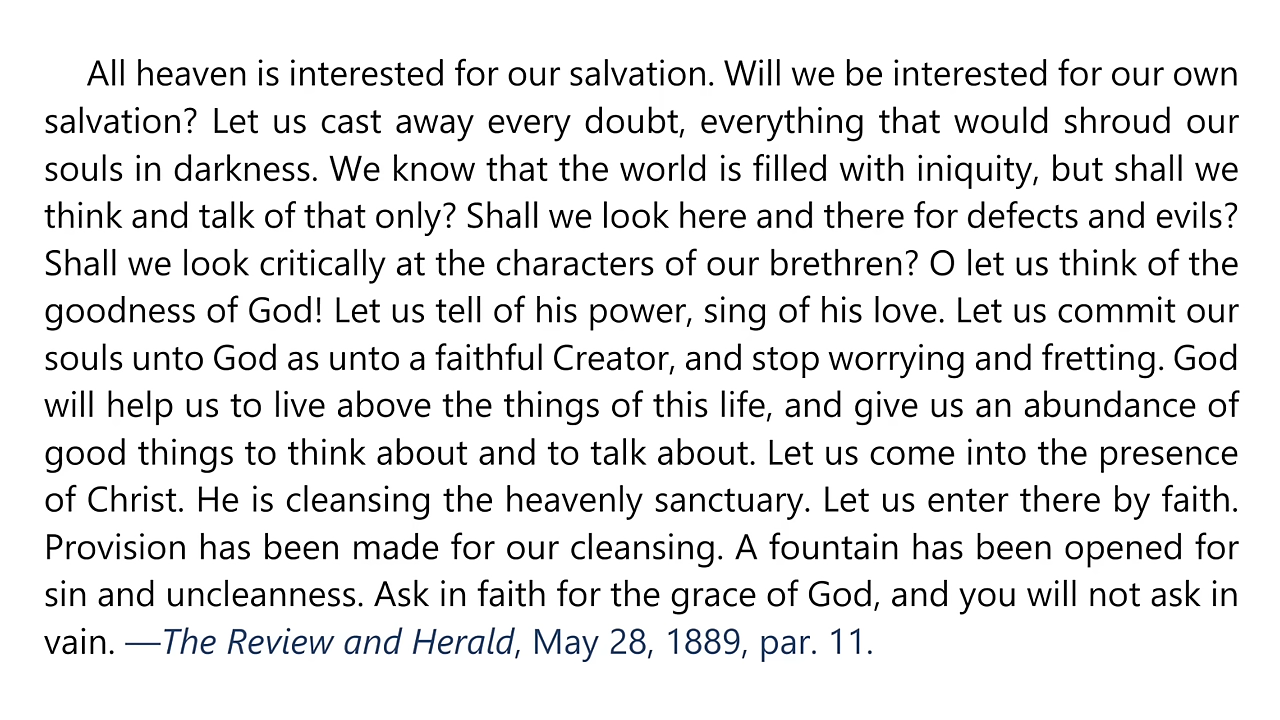 All heaven is interested for our salvation. Will we be interested for our own
salvation? Let us cast away every doubt, everything that would shroud our
souls in darkness. We know that the world is filled with iniquity, but shall we
think and talk of that only? Shall we look here and there for defects and evils?
Shall we look critically at the characters of our brethren? O let us think of the
goodness of God! Let us tell of his power, sing of his love. Let us commit our
souls unto God as unto a faithful Creator, and stop worrying and fretting. God
will help us to live above the things of this life, and give us an abundance of
good things to think about and to talk about. Let us come into the presence
of Christ. He is cleansing the heavenly sanctuary. Let us enter there by faith.
Provision has been made for our cleansing. A fountain has been opened for
sin and uncleanness. Ask in faith for the grace of God, and you will not ask in
vain. —The Review and Herald, May 28, 1889, par. 11.